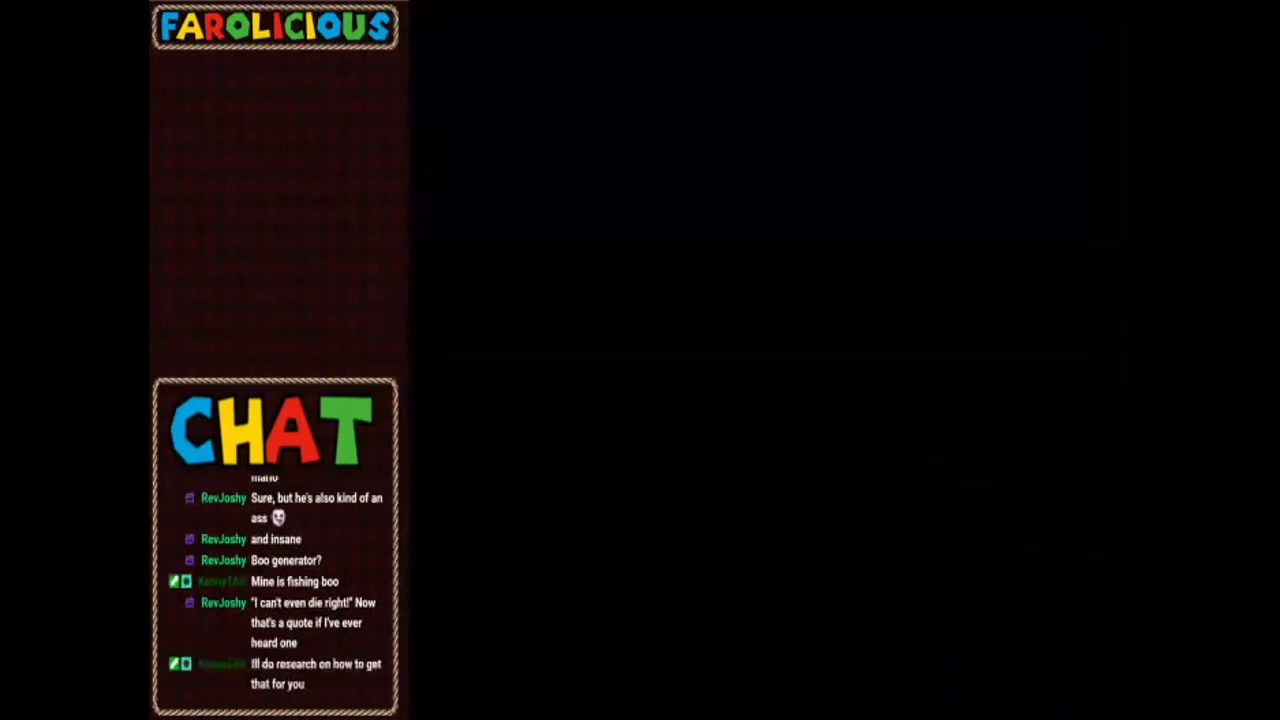 FAROLICIOUS
CHAT
mario
RevJoshy Sure, but he's also kind of an
ass
RevJoshy and insane
RevJoshy Boo generator?
Mine is fishing boo
RevJoshy "I can't even die right!" Now
that's a quote if I've ever
heard one
I'll do research on how to get
that for you